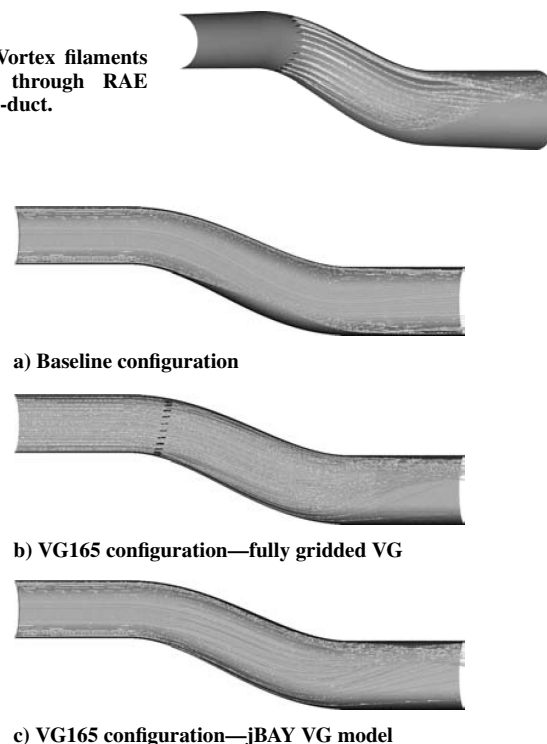 Vortex filaments
through RAE
-duct.
a) Baseline configuration
b) VG165 configuration—fully gridded VG
c) VG165 configuration—jBAY VG model